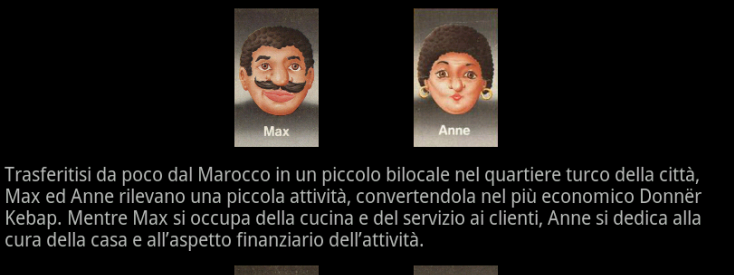 Max Anne
Trasferitisi da poco dal Marocco in un piccolo bilocale nel quartiere turco della città,
Max ed Anne rilevano una piccola attività, convertendola nel più economico Donnër
Kebap. Mentre Max si occupa della cucina e del servizio ai clienti, Anne si dedica alla
cura della casa e all’aspetto finanziario dell’attività.